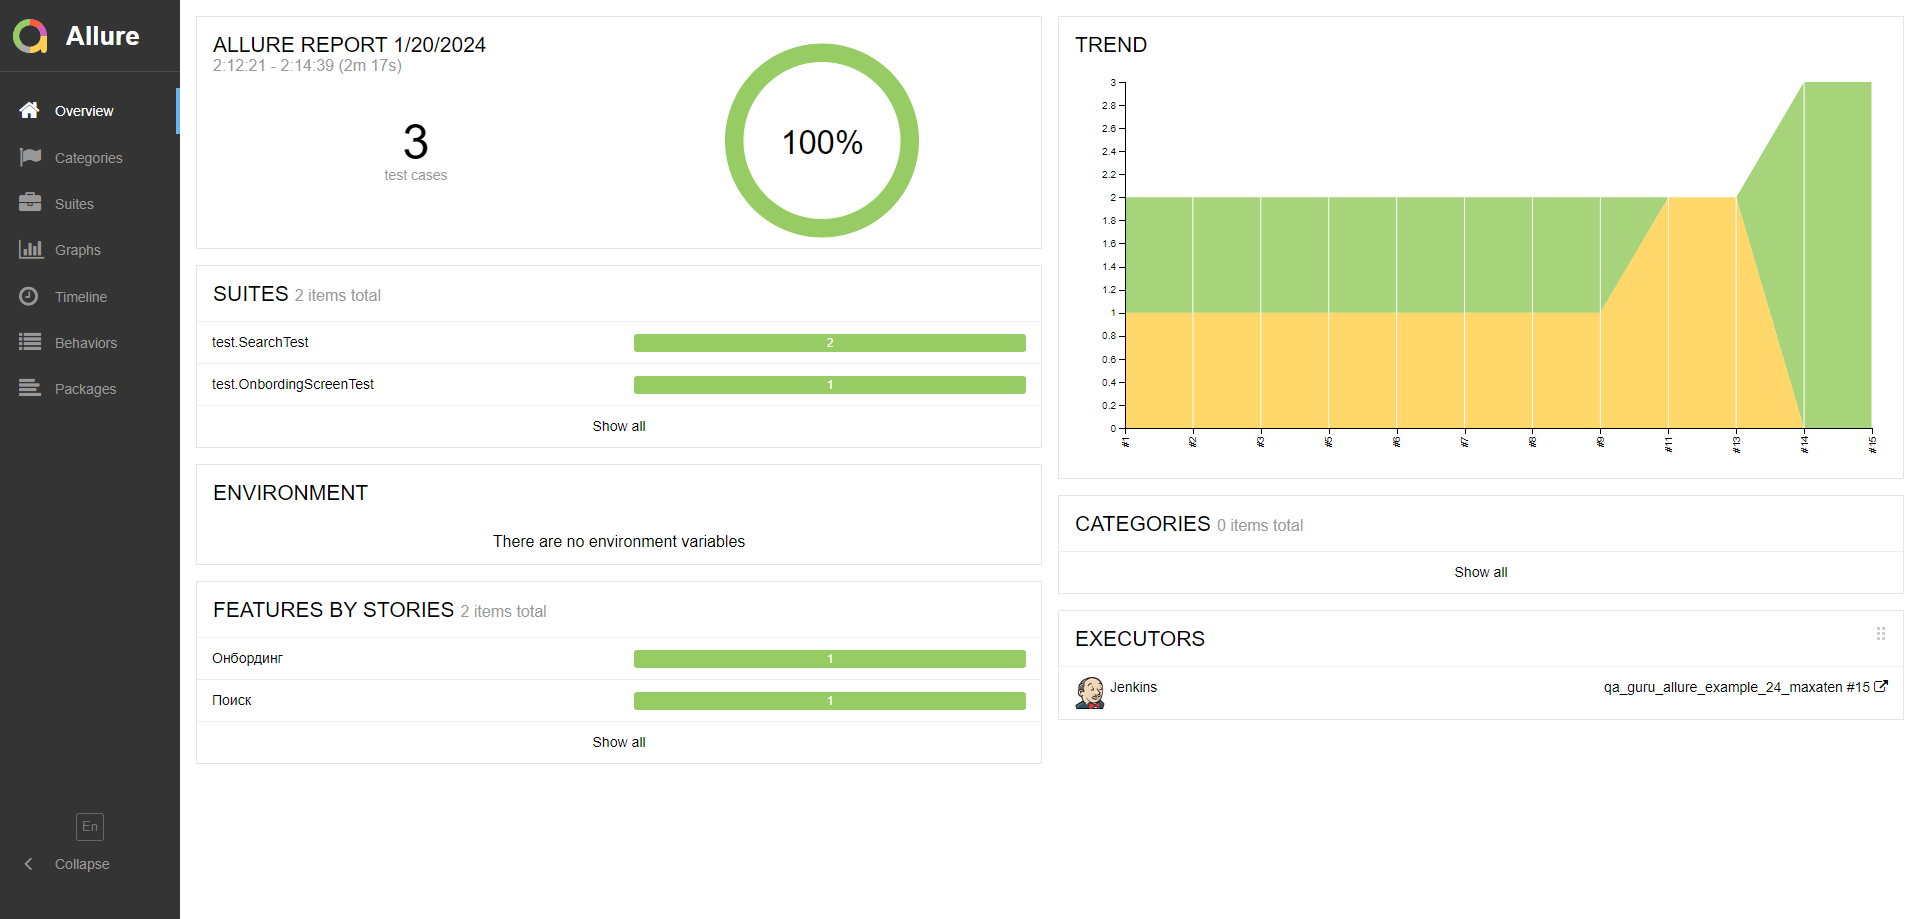 Allure
Overview
Categories
Suites
Graphs
Timeline
Behaviors
Packages
En
Collapse
ALLURE REPORT 1/20/2024
2:12:21 - 2:14:39 (2m 17s)
3
test cases
100%
SUITES 2 items total
test.SearchTest 2
test.OnbordingScreenTest 1
Show all
ENVIRONMENT
There are no environment variables
FEATURES BY STORIES 2 items total
Онбординг 1
Поиск 1
Show all
TREND
3
2.8
2.6
2.4
2.2
2
1.8
1.6
1.4
1.2
1
0.8
0.6
0.4
0.2
0
#1 #2 #3 #5 #6 #7 #8 #9 #11 #13 #14 #15
CATEGORIES 0 items total
Show all
EXECUTORS
Jenkins qa_guru_allure_example_24_maxaten #15